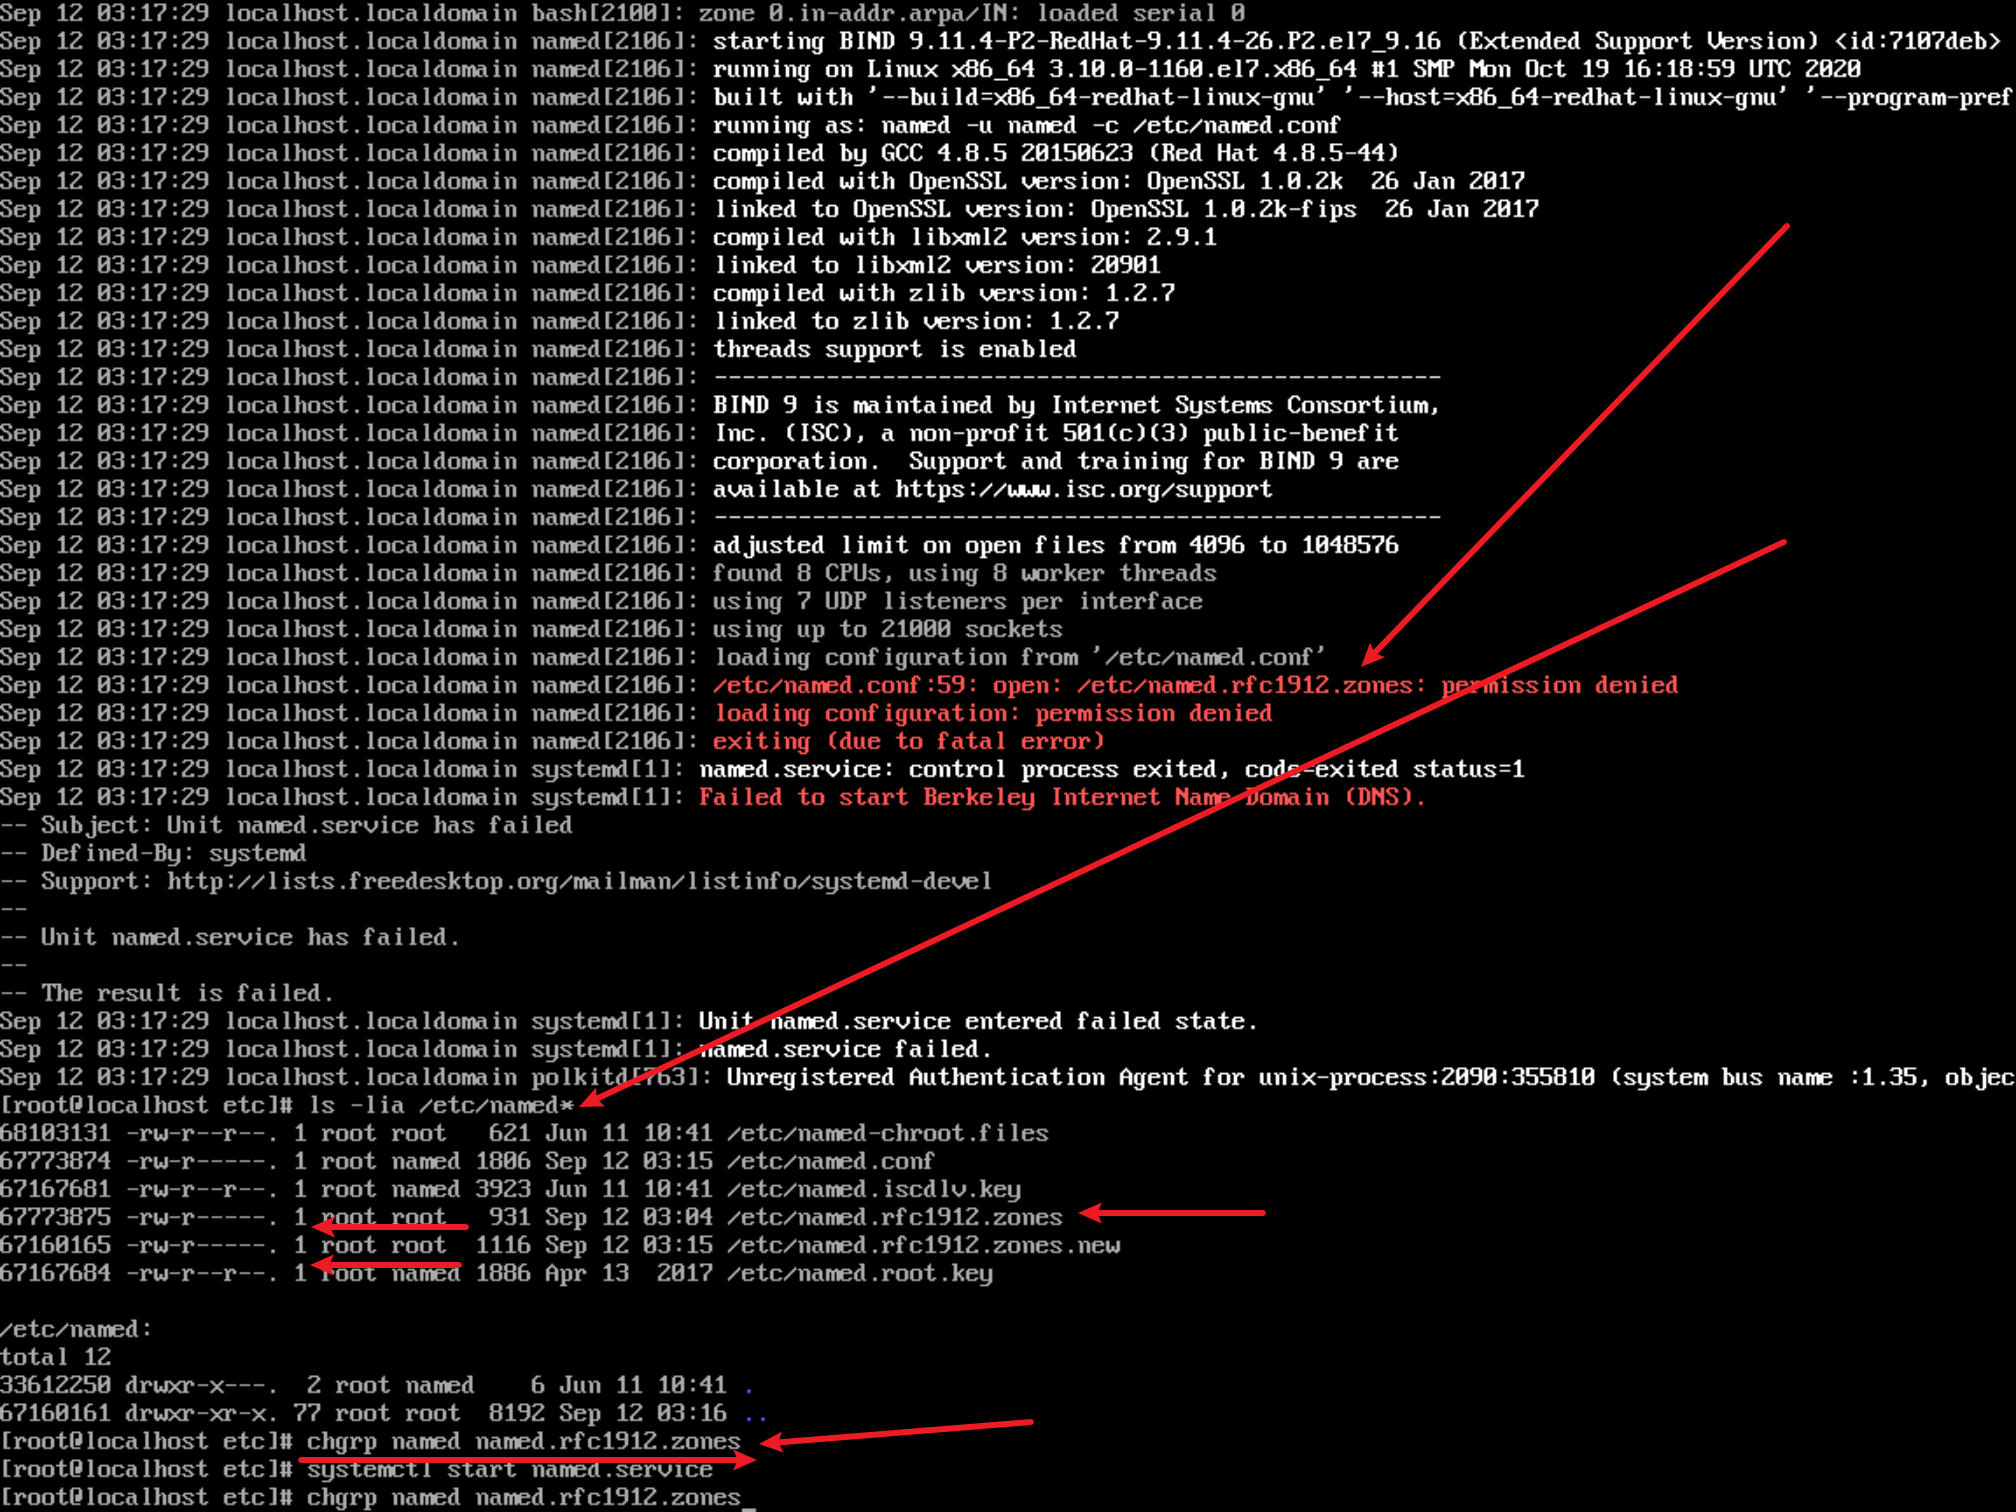 Sep 12 03:17:29 localhost.localdomain bash[2100]: zone 0.in-addr.arpa/IN: loaded serial 0
Sep 12 03:17:29 localhost.localdomain named[2106]: starting BIND 9.11.4-P2-RedHat-9.11.4-26.P2.el7_9.16 (Extended Support Version) <id:7107deb>
Sep 12 03:17:29 localhost.localdomain named[2106]: running on Linux x86_64 3.10.0-1160.el7.x86_64 #1 SMP Mon Oct 19 16:18:59 UTC 2020
Sep 12 03:17:29 localhost.localdomain named[2106]: built with '--build=x86_64-redhat-linux-gnu' '--host=x86_64-redhat-linux-gnu' '--program-pref
Sep 12 03:17:29 localhost.localdomain named[2106]: running as: named -u named -c /etc/named.conf
Sep 12 03:17:29 localhost.localdomain named[2106]: compiled by GCC 4.8.5 20150623 (Red Hat 4.8.5-44)
Sep 12 03:17:29 localhost.localdomain named[2106]: compiled with OpenSSL version: OpenSSL 1.0.2k  26 Jan 2017
Sep 12 03:17:29 localhost.localdomain named[2106]: linked to OpenSSL version: OpenSSL 1.0.2k-fips  26 Jan 2017
Sep 12 03:17:29 localhost.localdomain named[2106]: compiled with libxml2 version: 2.9.1
Sep 12 03:17:29 localhost.localdomain named[2106]: linked to libxml2 version: 20901
Sep 12 03:17:29 localhost.localdomain named[2106]: compiled with zlib version: 1.2.7
Sep 12 03:17:29 localhost.localdomain named[2106]: linked to zlib version: 1.2.7
Sep 12 03:17:29 localhost.localdomain named[2106]: threads support is enabled
Sep 12 03:17:29 localhost.localdomain named[2106]: ----------------------------------------------------
Sep 12 03:17:29 localhost.localdomain named[2106]: BIND 9 is maintained by Internet Systems Consortium,
Sep 12 03:17:29 localhost.localdomain named[2106]: Inc. (ISC), a non-profit 501(c)(3) public-benefit
Sep 12 03:17:29 localhost.localdomain named[2106]: corporation.  Support and training for BIND 9 are
Sep 12 03:17:29 localhost.localdomain named[2106]: available at https://www.isc.org/support
Sep 12 03:17:29 localhost.localdomain named[2106]: ----------------------------------------------------
Sep 12 03:17:29 localhost.localdomain named[2106]: adjusted limit on open files from 4096 to 1048576
Sep 12 03:17:29 localhost.localdomain named[2106]: found 8 CPUs, using 8 worker threads
Sep 12 03:17:29 localhost.localdomain named[2106]: using 7 UDP listeners per interface
Sep 12 03:17:29 localhost.localdomain named[2106]: using up to 21000 sockets
Sep 12 03:17:29 localhost.localdomain named[2106]: loading configuration from '/etc/named.conf'
Sep 12 03:17:29 localhost.localdomain named[2106]: /etc/named.conf:59: open: /etc/named.rfc1912.zones: permission denied
Sep 12 03:17:29 localhost.localdomain named[2106]: loading configuration: permission denied
Sep 12 03:17:29 localhost.localdomain named[2106]: exiting (due to fatal error)
Sep 12 03:17:29 localhost.localdomain systemd[1]: named.service: control process exited, code=exited status=1
Sep 12 03:17:29 localhost.localdomain systemd[1]: Failed to start Berkeley Internet Name Domain (DNS).
-- Subject: Unit named.service has failed
-- Defined-By: systemd
-- Support: http://lists.freedesktop.org/mailman/listinfo/systemd-devel
--
-- Unit named.service has failed.
--
-- The result is failed.
Sep 12 03:17:29 localhost.localdomain systemd[1]: Unit named.service entered failed state.
Sep 12 03:17:29 localhost.localdomain systemd[1]: named.service failed.
Sep 12 03:17:29 localhost.localdomain polkitd[763]: Unregistered Authentication Agent for unix-process:2090:355810 (system bus name :1.35, objec
[root@localhost etc]# ls -lia /etc/named*
68103131 -rw-r--r--. 1 root root   621 Jun 11 10:41 /etc/named-chroot.files
67773874 -rw-r-----. 1 root named 1806 Sep 12 03:15 /etc/named.conf
67167681 -rw-r--r--. 1 root named 3923 Jun 11 10:41 /etc/named.iscdlv.key
67773875 -rw-r-----. 1 root root   931 Sep 12 03:04 /etc/named.rfc1912.zones
67160165 -rw-r-----. 1 root root  1116 Sep 12 03:15 /etc/named.rfc1912.zones.new
67167684 -rw-r--r--. 1 root named 1886 Apr 13  2017 /etc/named.root.key
/etc/named:
total 12
33612250 drwxr-x---.  2 root named    6 Jun 11 10:41 .
67160161 drwxr-xr-x. 77 root root  8192 Sep 12 03:16 ..
[root@localhost etc]# chgrp named named.rfc1912.zones
[root@localhost etc]# systemctl start named.service
[root@localhost etc]# chgrp named named.rfc1912.zones_